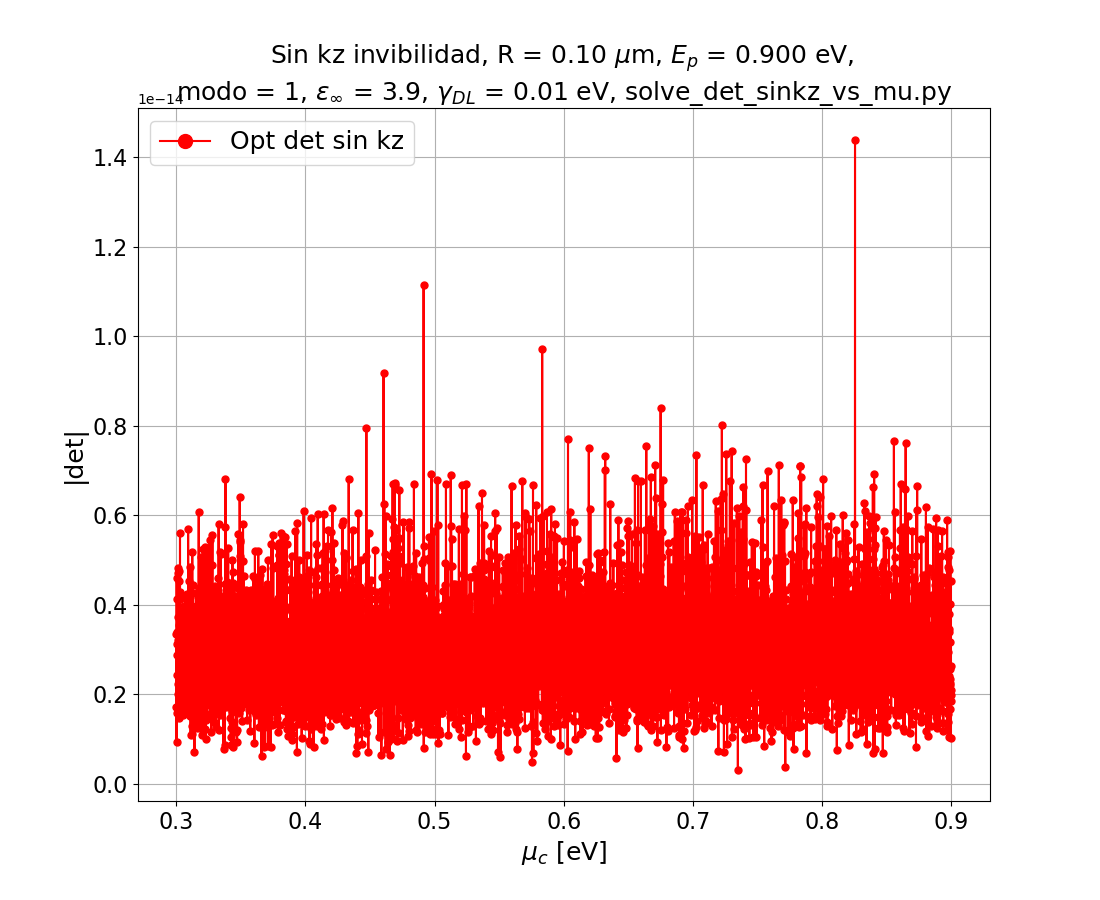 Sin kz invibilidad, R = 0.10 μm, E_p = 0.900 eV,
modo = 1, ε_∞ = 3.9, γ_DL = 0.01 eV, solve_det_sinkz_vs_mu.py
1e−14
Opt det sin kz
1.4
1.2
1.0
0.8
0.6
0.4
0.2
0.0
|det|
0.3 0.4 0.5 0.6 0.7 0.8 0.9
μ_c [eV]